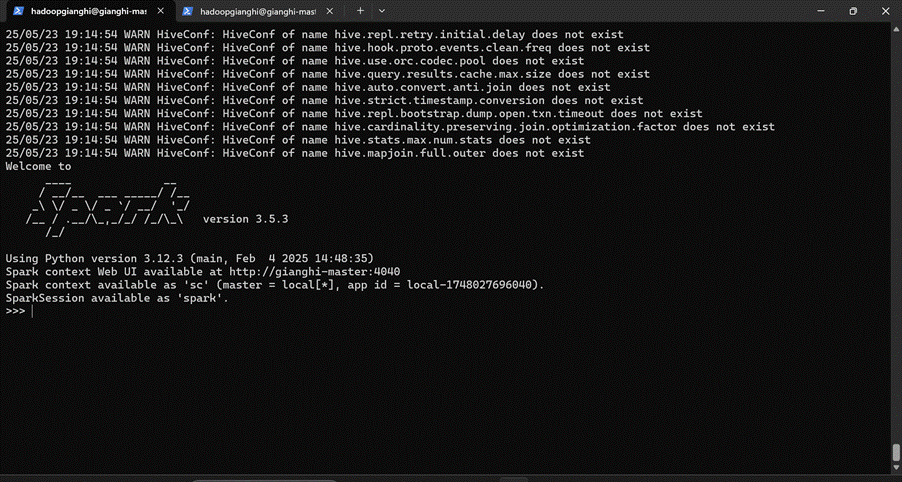 hadoopgianghi@gianghi-mas
hadoopgianghi@gianghi-mast
25/05/23 19:14:54 WARN HiveConf: HiveConf of name hive.repl.retry.initial.delay does not exist
25/05/23 19:14:54 WARN HiveConf: HiveConf of name hive.hook.proto.events.clean.freq does not exist
25/05/23 19:14:54 WARN HiveConf: HiveConf of name hive.use.orc.codec.pool does not exist
25/05/23 19:14:54 WARN HiveConf: HiveConf of name hive.query.results.cache.max.size does not exist
25/05/23 19:14:54 WARN HiveConf: HiveConf of name hive.auto.convert.anti.join does not exist
25/05/23 19:14:54 WARN HiveConf: HiveConf of name hive.strict.timestamp.conversion does not exist
25/05/23 19:14:54 WARN HiveConf: HiveConf of name hive.repl.bootstrap.dump.open.txn.timeout does not exist
25/05/23 19:14:54 WARN HiveConf: HiveConf of name hive.cardinality.preserving.join.optimization.factor does not exist
25/05/23 19:14:54 WARN HiveConf: HiveConf of name hive.stats.max.num.stats does not exist
25/05/23 19:14:54 WARN HiveConf: HiveConf of name hive.mapjoin.full.outer does not exist
Welcome to
Spark version 3.5.3
Using Python version 3.12.3 (main, Feb  4 2025 14:48:35)
Spark context Web UI available at http://gianghi-master:4040
Spark context available as 'sc' (master = local[*], app id = local-1748027696040).
SparkSession available as 'spark'.
>>>